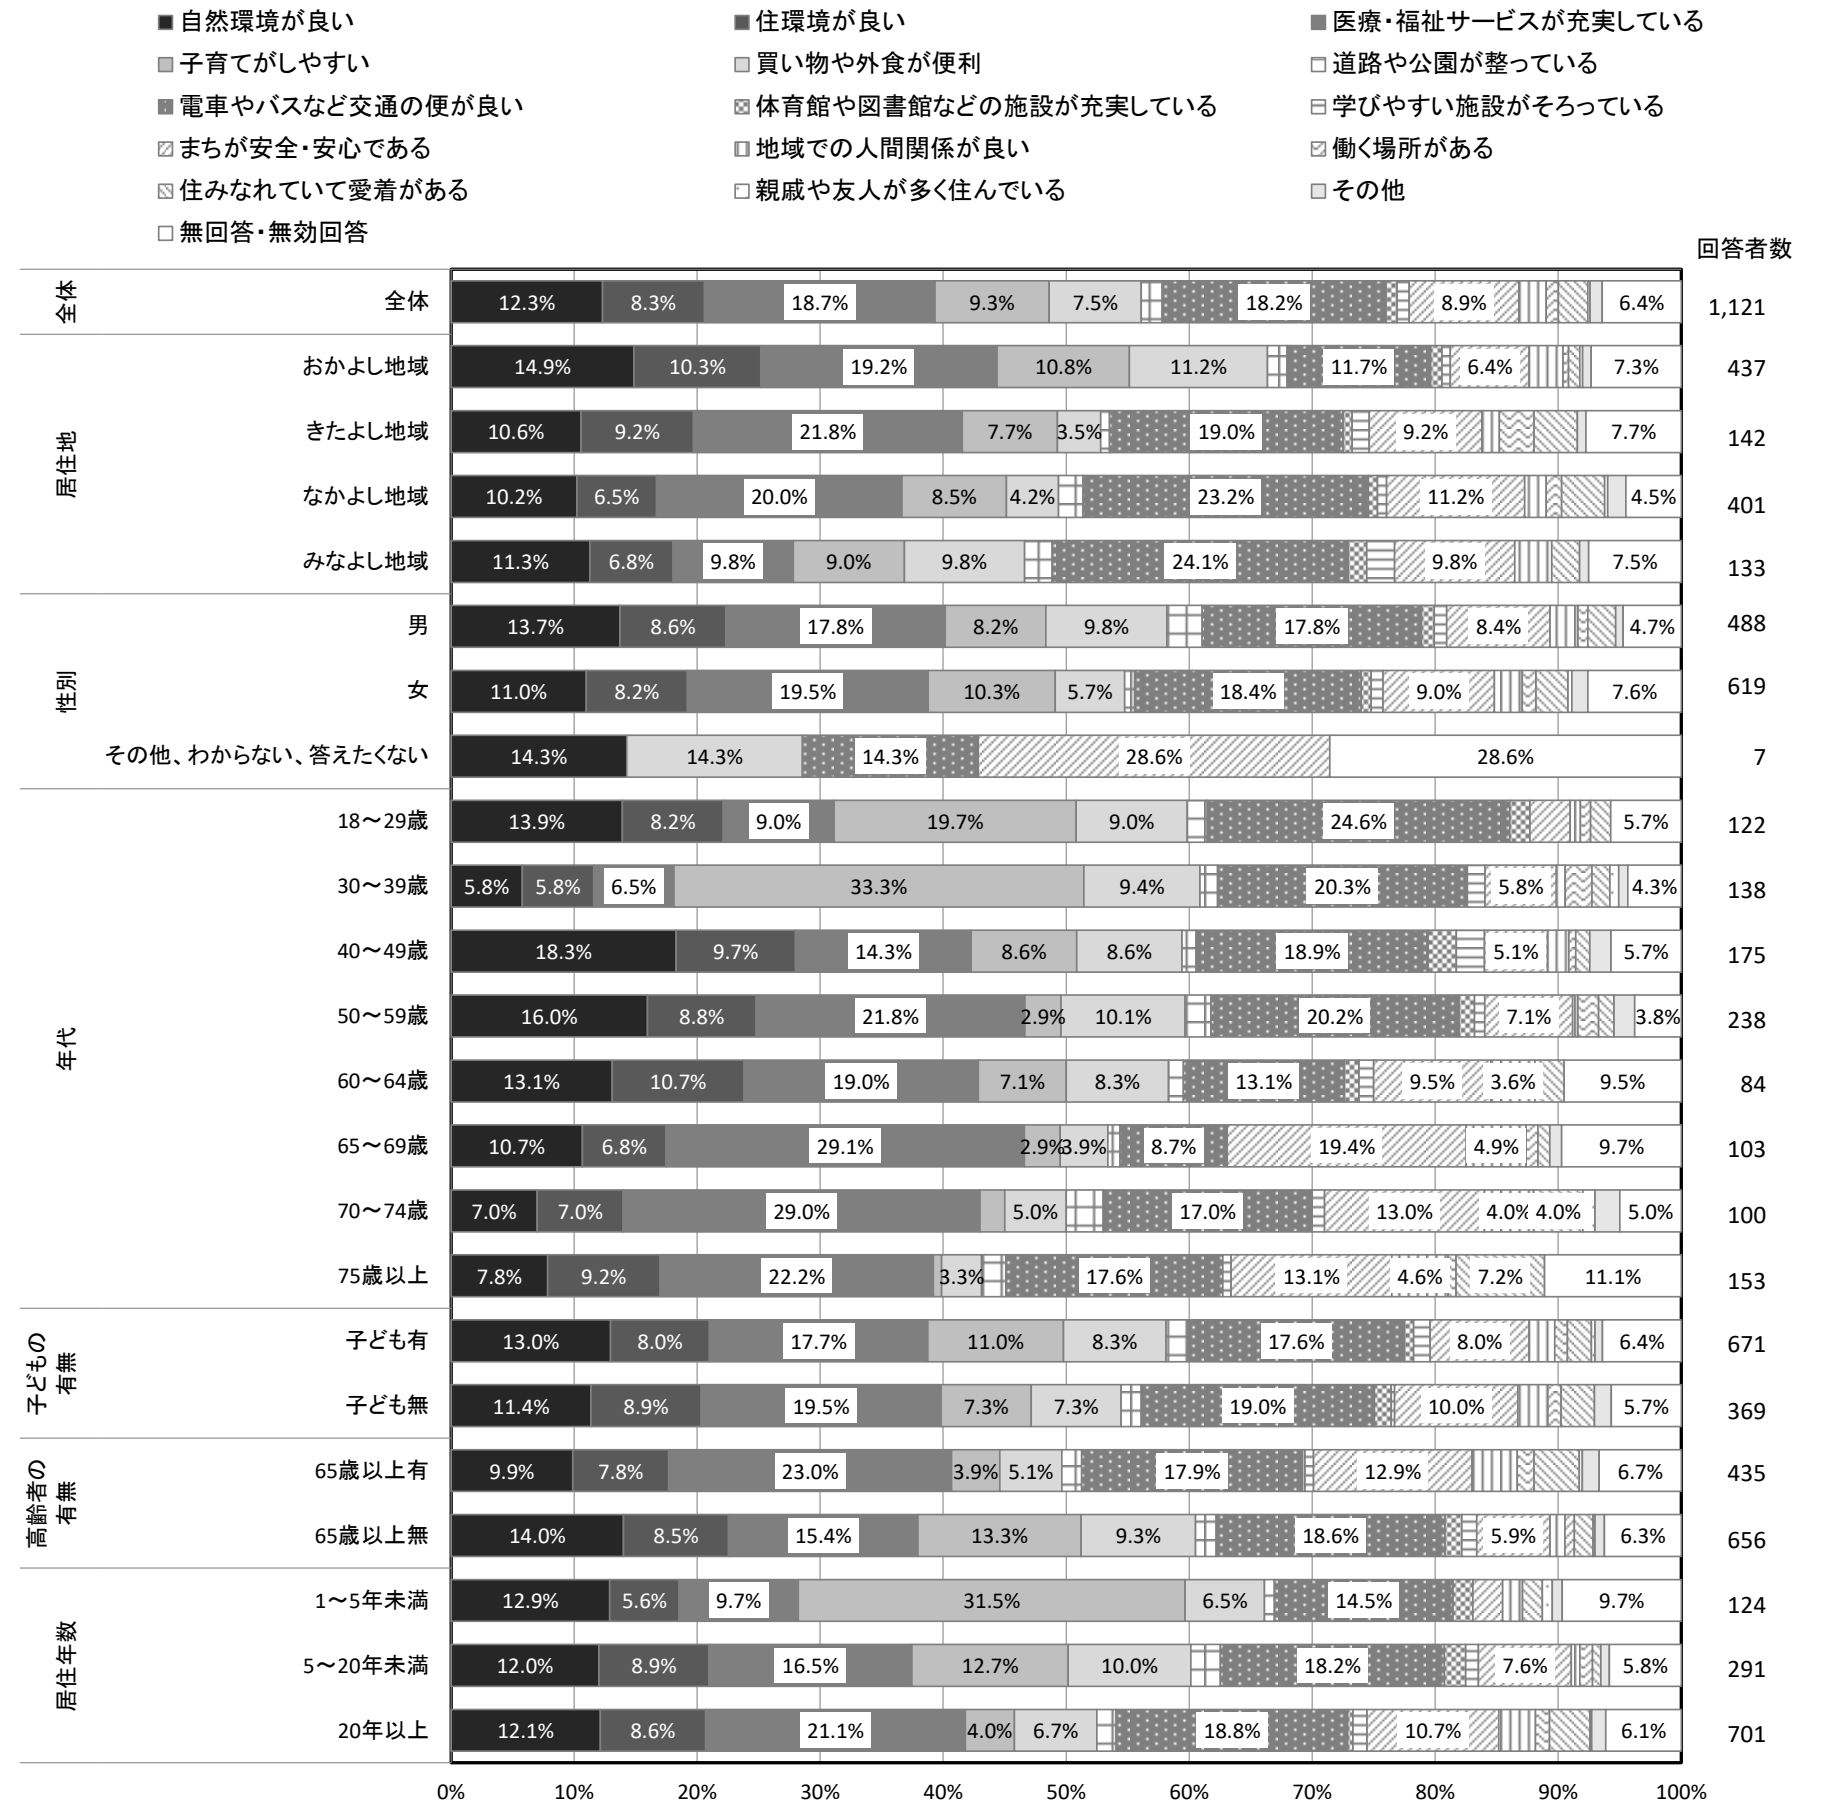 自然環境が良い 住環境が良い 医療・福祉サービスが充実している
子育てがしやすい 買い物や外食が便利 道路や公園が整っている
電車やバスなど交通の便が良い 体育館や図書館などの施設が充実している 学びやすい施設がそろっている
まちが安全・安心である 地域での人間関係が良い 働く場所がある
住みなれていて愛着がある 親戚や友人が多く住んでいる その他
無回答・無効回答
回答者数
全体
全体 12.3% 8.3% 18.7% 9.3% 7.5% 18.2% 8.9% 6.4% 1,121
居住地
おかよし地域 14.9% 10.3% 19.2% 10.8% 11.2% 11.7% 6.4% 7.3% 437
きたよし地域 10.6% 9.2% 21.8% 7.7% 3.5% 19.0% 9.2% 7.7% 142
なかよし地域 10.2% 6.5% 20.0% 8.5% 4.2% 23.2% 11.2% 4.5% 401
みなよし地域 11.3% 6.8% 9.8% 9.0% 9.8% 24.1% 9.8% 7.5% 133
性別
男 13.7% 8.6% 17.8% 8.2% 9.8% 17.8% 8.4% 4.7% 488
女 11.0% 8.2% 19.5% 10.3% 5.7% 18.4% 9.0% 7.6% 619
その他、わからない、答えたくない 14.3% 14.3% 14.3% 28.6% 28.6% 7
年代
18～29歳 13.9% 8.2% 9.0% 19.7% 9.0% 24.6% 5.7% 122
30～39歳 5.8% 5.8% 6.5% 33.3% 9.4% 20.3% 5.8% 4.3% 138
40～49歳 18.3% 9.7% 14.3% 8.6% 8.6% 18.9% 5.1% 5.7% 175
50～59歳 16.0% 8.8% 21.8% 2.9% 10.1% 20.2% 7.1% 3.8% 238
60～64歳 13.1% 10.7% 19.0% 7.1% 8.3% 13.1% 9.5% 3.6% 9.5% 84
65～69歳 10.7% 6.8% 29.1% 2.9% 3.9% 8.7% 19.4% 4.9% 9.7% 103
70～74歳 7.0% 7.0% 29.0% 5.0% 17.0% 13.0% 4.0% 4.0% 5.0% 100
75歳以上 7.8% 9.2% 22.2% 3.3% 17.6% 13.1% 4.6% 7.2% 11.1% 153
子どもの
有無
子ども有 13.0% 8.0% 17.7% 11.0% 8.3% 17.6% 8.0% 6.4% 671
子ども無 11.4% 8.9% 19.5% 7.3% 7.3% 19.0% 10.0% 5.7% 369
高齢者の
有無
65歳以上有 9.9% 7.8% 23.0% 3.9% 5.1% 17.9% 12.9% 6.7% 435
65歳以上無 14.0% 8.5% 15.4% 13.3% 9.3% 18.6% 5.9% 6.3% 656
居住年数
1～5年未満 12.9% 5.6% 9.7% 31.5% 6.5% 14.5% 9.7% 124
5～20年未満 12.0% 8.9% 16.5% 12.7% 10.0% 18.2% 7.6% 5.8% 291
20年以上 12.1% 8.6% 21.1% 4.0% 6.7% 18.8% 10.7% 6.1% 701
0% 10% 20% 30% 40% 50% 60% 70% 80% 90% 100%